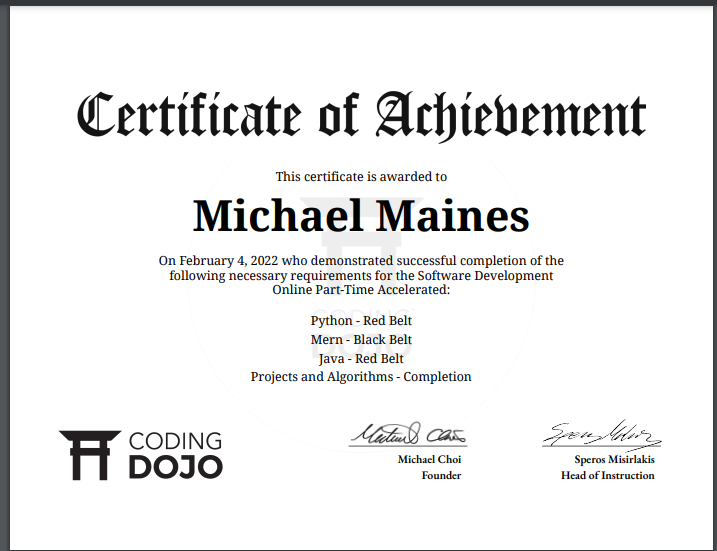 Certificate of Achievement
This certificate is awarded to
Michael Maines
On February 4, 2022 who demonstrated successful completion of the
following necessary requirements for the Software Development
Online Part-Time Accelerated:
Python - Red Belt
Mern - Black Belt
Java - Red Belt
Projects and Algorithms - Completion
CODING
DOJO
CODING
DOJO
Michael Choi
Founder
Speros Misirlakis
Head of Instruction